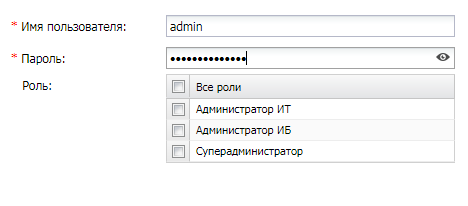 * Имя пользователя: admin
* Пароль: ••••••••••••••
Роль: Все роли
Администратор ИТ
Администратор ИБ
Суперадминистратор